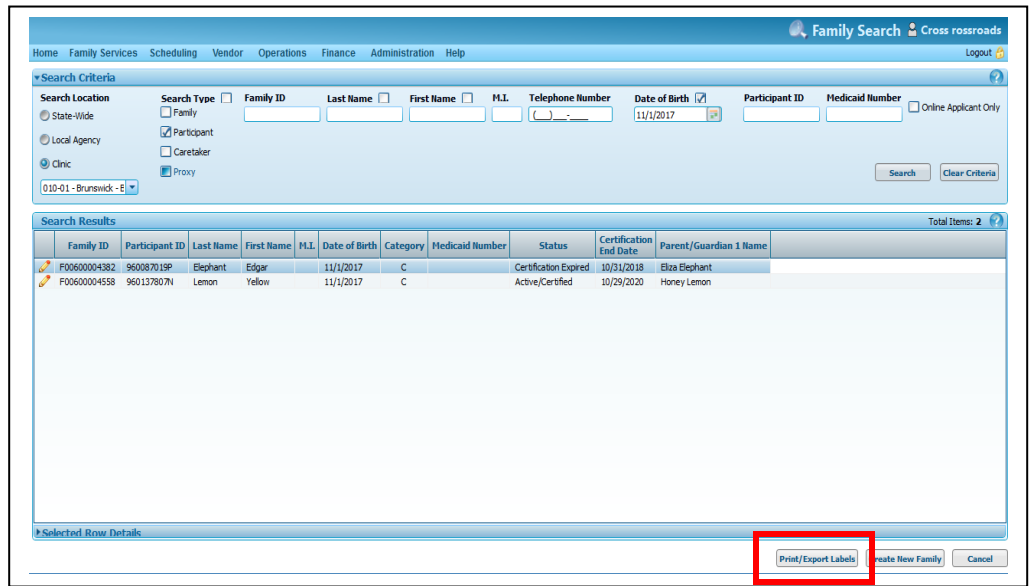 Family Search Cross rossroads
Home Family Services Scheduling Vendor Operations Finance Administration Help Logout
Search Criteria
Search Location Search Type Family ID Last Name First Name M.I. Telephone Number Date of Birth Participant ID Medicaid Number Online Applicant Only
State-Wide Family (__)___-____ 11/1/2017
Participant
Local Agency
Caretaker
Clinic
Proxy Search Clear Criteria
010-01 - Brunswick - B
Search Results Total Items: 2
Family ID Participant ID Last Name First Name M.I. Date of Birth Category Medicaid Number Status Certification End Date Parent/Guardian 1 Name
F00600004382 960087019P Elephant Edgar 11/1/2017 C Certification Expired 10/31/2018 Eliza Elephant
F00600004558 960137807N Lemon Yellow 11/1/2017 C Active/Certified 10/29/2020 Honey Lemon
Selected Row Details
Print/Export Labels reate New Family Cancel